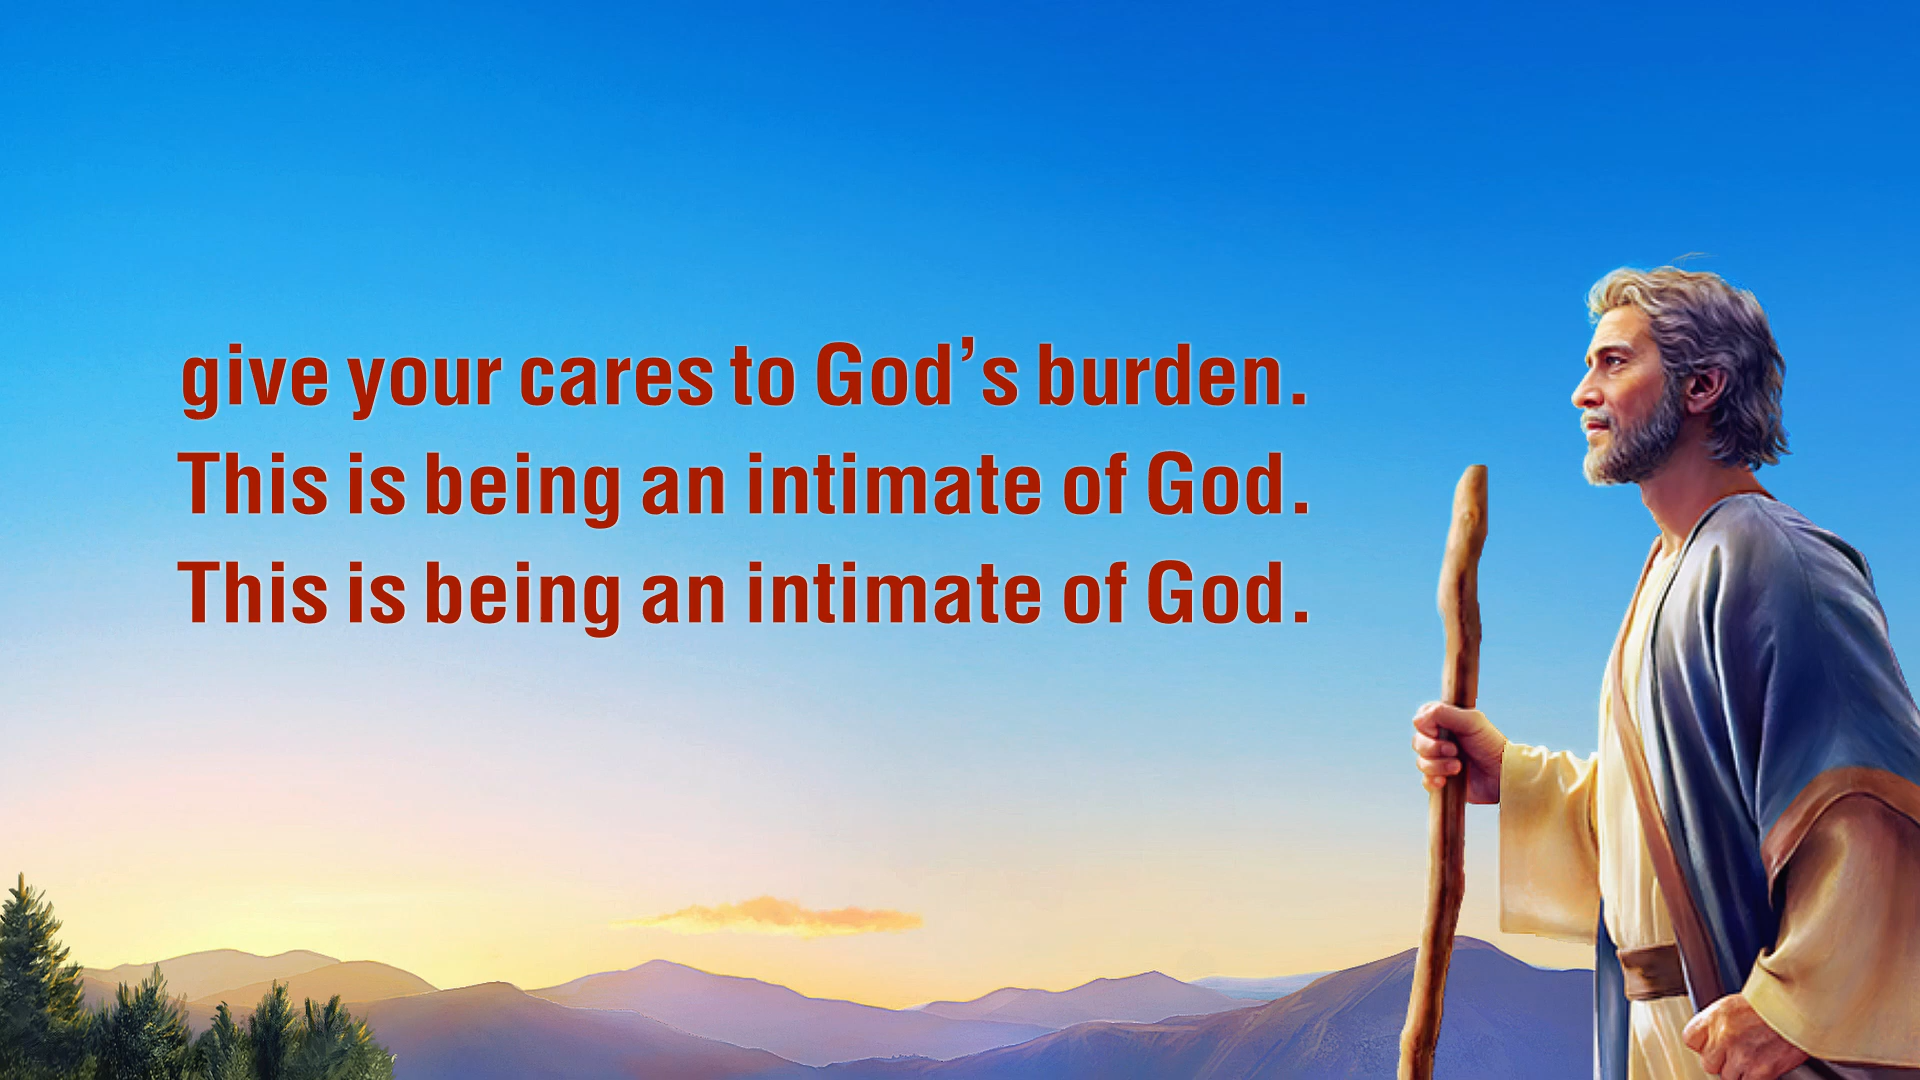 give your cares to God’s burden.
This is being an intimate of God.
This is being an intimate of God.